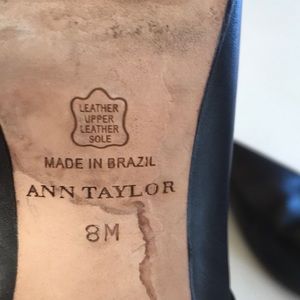 LEATHER
UPPER
LEATHER
SOLE
MADE IN BRAZIL
ANN TAYLOR
8M